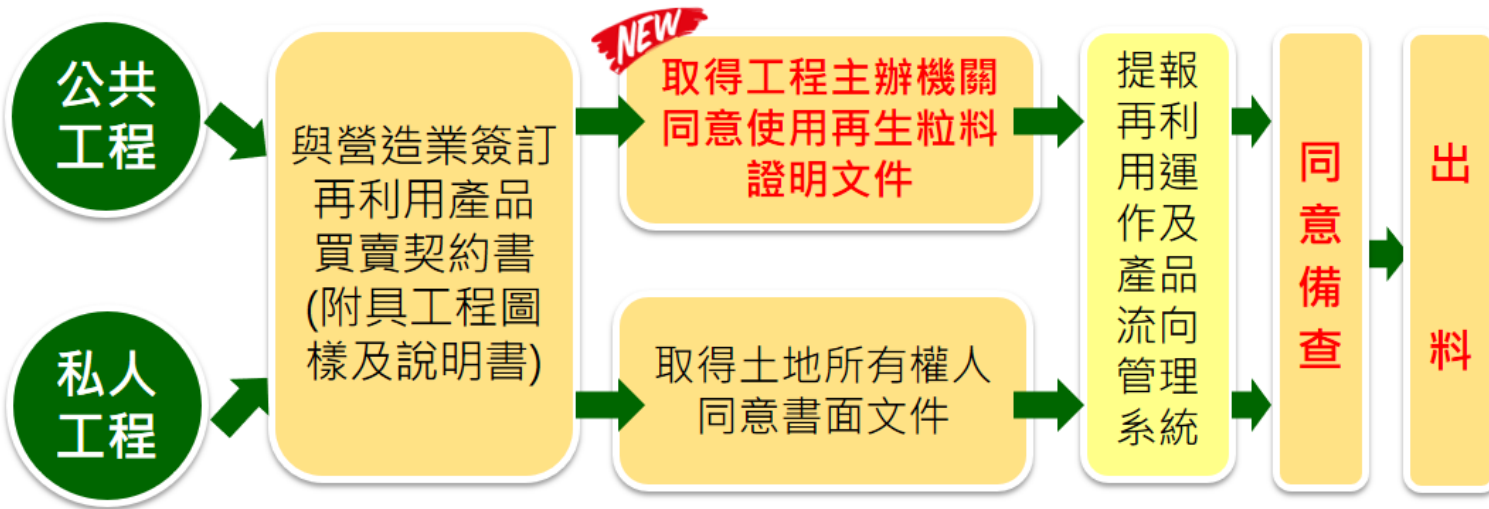 公共
工程
私人
工程
與營造業簽訂
再利用產品
買賣契約書
(附具工程圖
樣及說明書)
NEW
取得工程主辦機關
同意使用再生粒料
證明文件
取得土地所有權人
同意書面文件
提報
再利
用運
作及
產品
流向
管理
系統
同
意
備
查
出
料